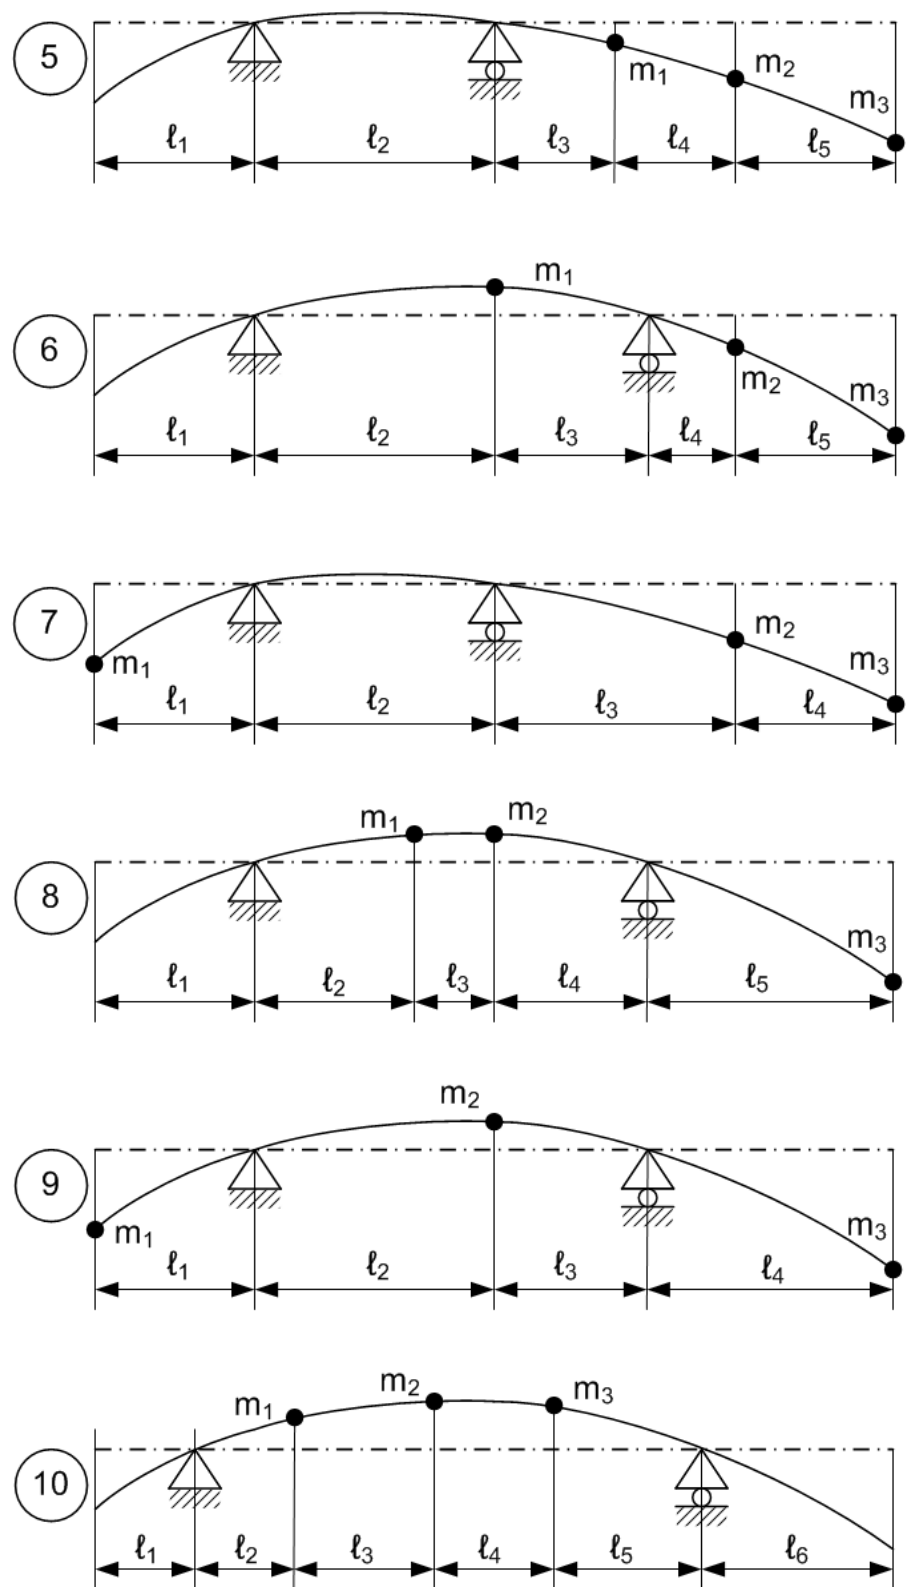 5
m₁
m₂
m₃
ℓ₁ ℓ₂ ℓ₃ ℓ₄ ℓ₅
m₁
6
m₂
m₃
ℓ₁ ℓ₂ ℓ₃ ℓ₄ ℓ₅
7
m₁
m₂
m₃
ℓ₁ ℓ₂ ℓ₃ ℓ₄
m₁ m₂
8
m₃
ℓ₁ ℓ₂ ℓ₃ ℓ₄ ℓ₅
m₂
9
m₁
m₃
ℓ₁ ℓ₂ ℓ₃ ℓ₄
m₁ m₂ m₃
10
ℓ₁ ℓ₂ ℓ₃ ℓ₄ ℓ₅ ℓ₆